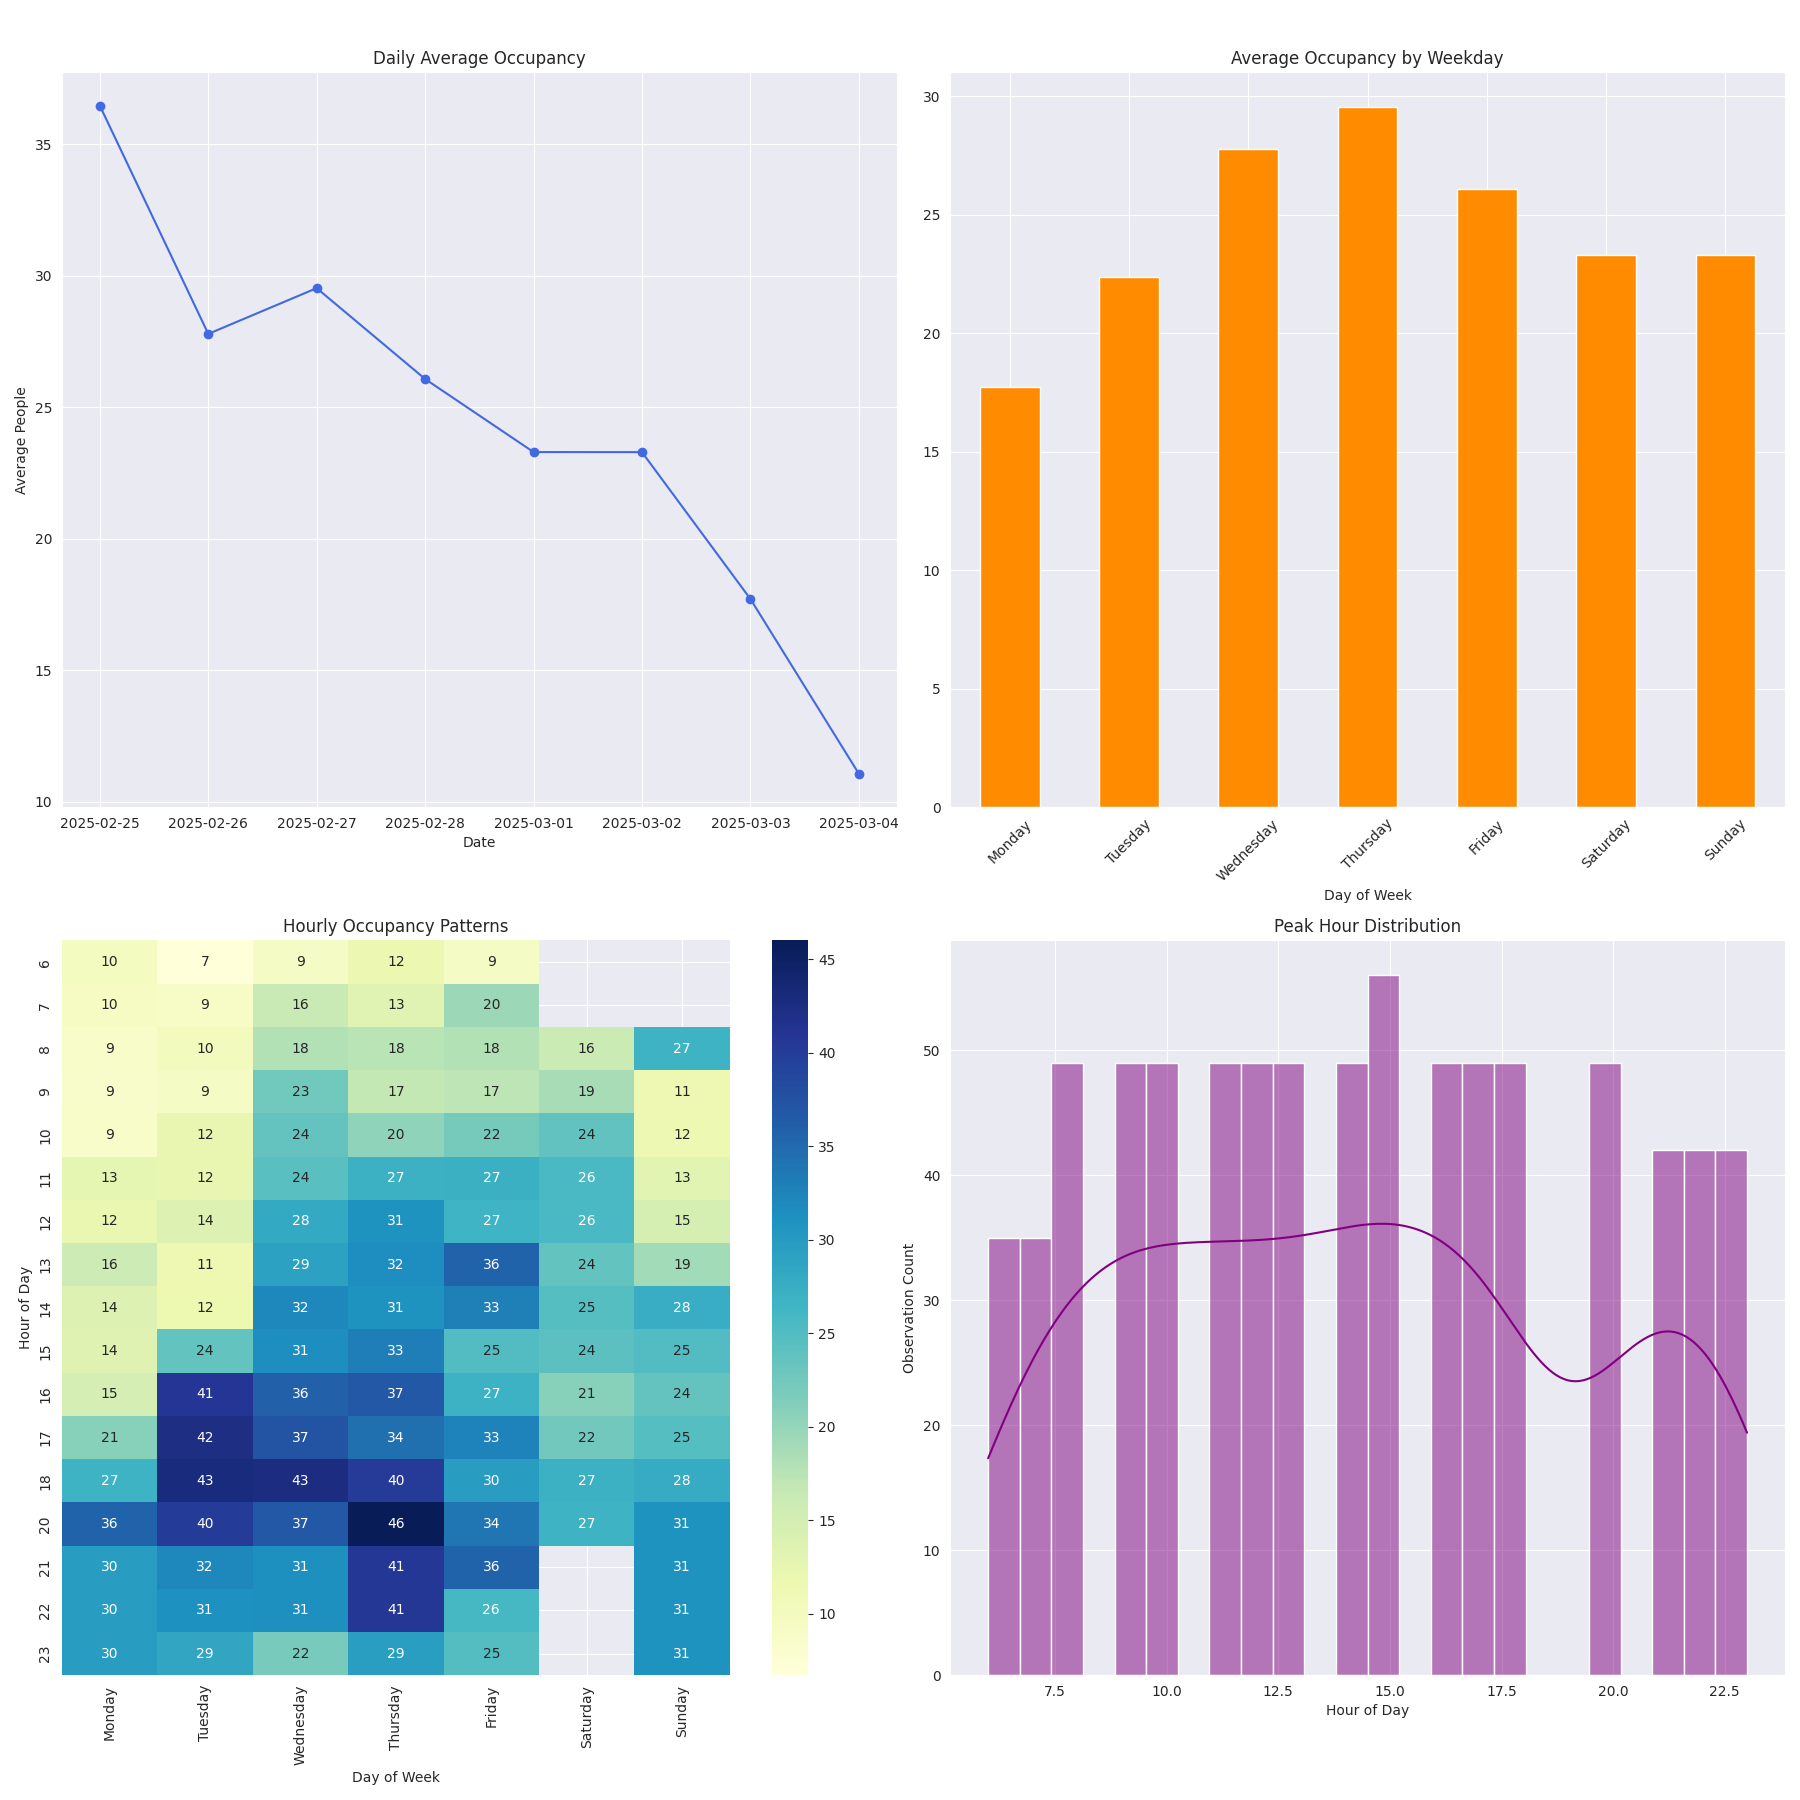 Daily Average Occupancy
Average People
35
30
25
20
15
10
2025-02-25 2025-02-26 2025-02-27 2025-02-28 2025-03-01 2025-03-02 2025-03-03 2025-03-04
Date
Average Occupancy by Weekday
30
25
20
15
10
5
0
Monday Tuesday Wednesday Thursday Friday Saturday Sunday
Day of Week
Hourly Occupancy Patterns
Hour of Day
6 10 7 9 12 9
7 10 9 16 13 20
8 9 10 18 18 18 16 27
9 9 9 23 17 17 19 11
10 9 12 24 20 22 24 12
11 13 12 24 27 27 26 13
12 12 14 28 31 27 26 15
13 16 11 29 32 36 24 19
14 14 12 32 31 33 25 28
15 14 24 31 33 25 24 25
16 15 41 36 37 27 21 24
17 21 42 37 34 33 22 25
18 27 43 43 40 30 27 28
20 36 40 37 46 34 27 31
21 30 32 31 41 36 31
22 30 31 31 41 26 31
23 30 29 22 29 25 31
Monday Tuesday Wednesday Thursday Friday Saturday Sunday
Day of Week
45
40
35
30
25
20
15
10
Peak Hour Distribution
Observation Count
50
40
30
20
10
0
7.5 10.0 12.5 15.0 17.5 20.0 22.5
Hour of Day